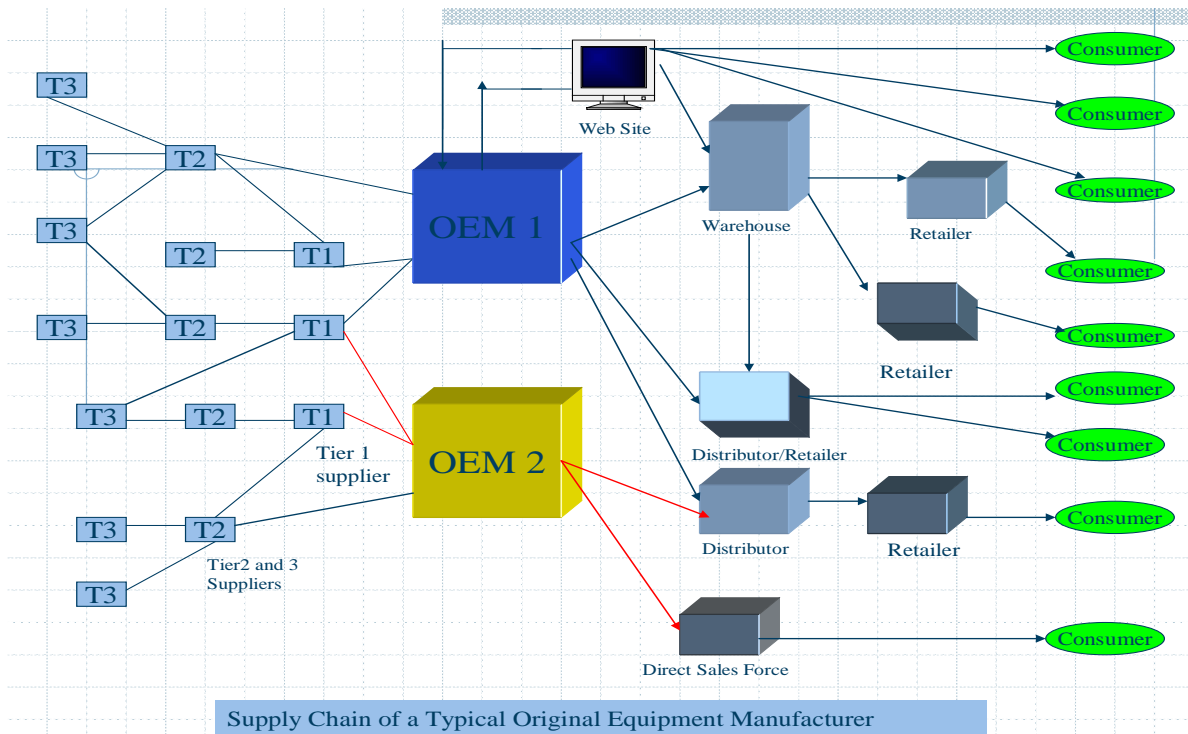 Consumer
T3
Consumer
Web Site
T3
T2
Consumer
OEM 1
Warehouse
Retailer
T3
T2
T1
Consumer
T3
T2
T1
Consumer
Retailer
Consumer
T3
T2
T1
Tier 1
supplier
OEM 2
Distributor/Retailer
Consumer
T3
T2
Tier2 and 3
Suppliers
Distributor
Retailer
Consumer
T3
Direct Sales Force
Consumer
Supply Chain of a Typical Original Equipment Manufacturer